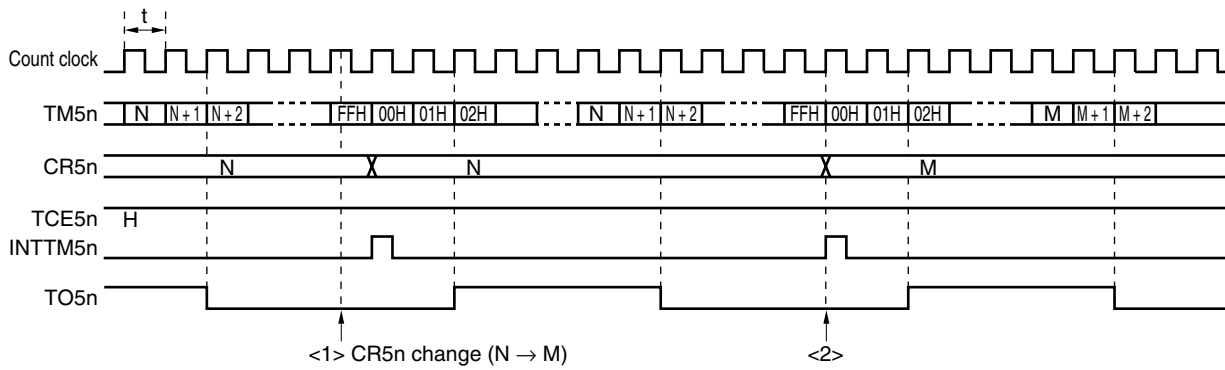 t
Count clock
TM5n N N + 1 N + 2 FFH 00H 01H 02H N N + 1 N + 2 FFH 00H 01H 02H M M + 1 M + 2
CR5n N N M
TCE5n H
INTTM5n
TO5n
<1> CR5n change (N → M) <2>